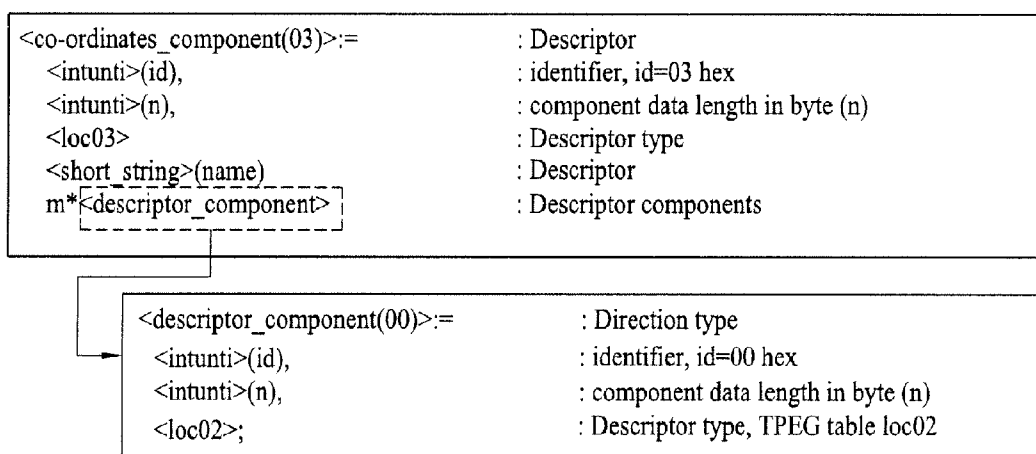 <co-ordinates_component(03)>:= : Descriptor
<intunti>(id), : identifier, id=03 hex
<intunti>(n), : component data length in byte (n)
<loc03> : Descriptor type
<short_string>(name) : Descriptor
m*<descriptor_component> : Descriptor components
<descriptor_component(00)>:= : Direction type
<intunti>(id), : identifier, id=00 hex
<intunti>(n), : component data length in byte (n)
<loc02>; : Descriptor type, TPEG table loc02